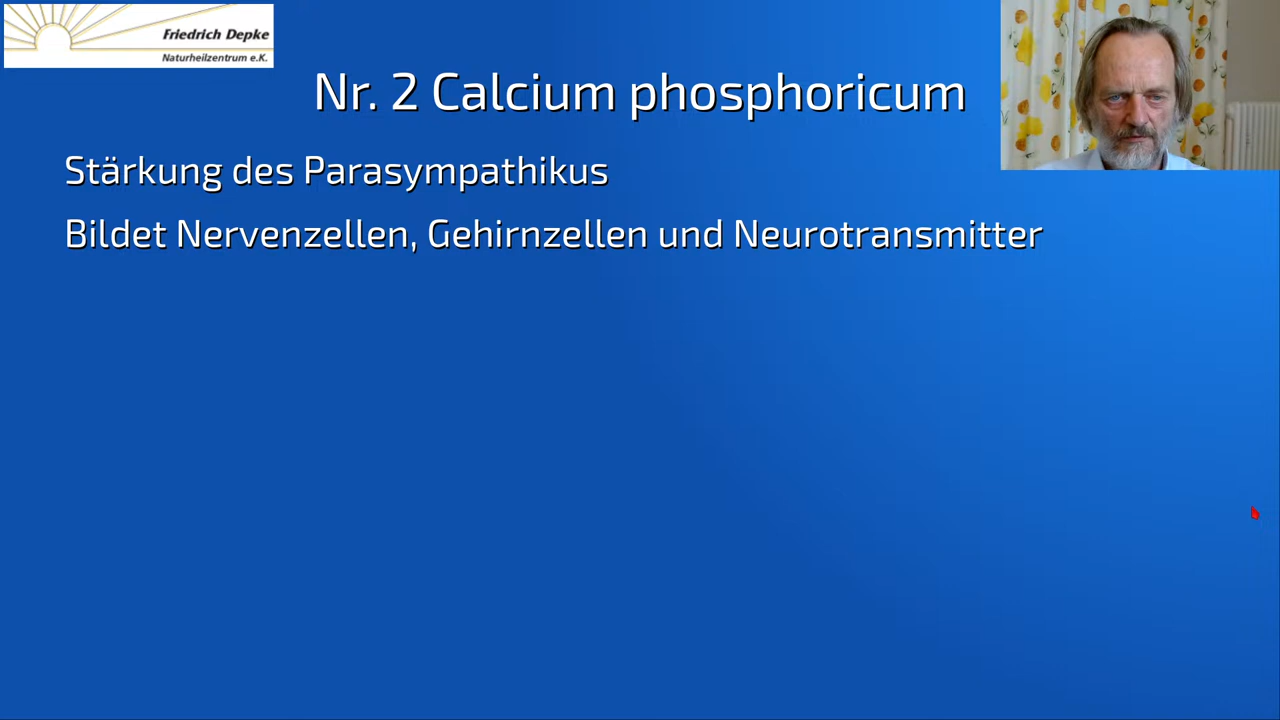 Friedrich Depke
Naturheilzentrum e.K.
Nr. 2 Calcium phosphoricum
Stärkung des Parasympathikus
Bildet Nervenzellen, Gehirnzellen und Neurotransmitter